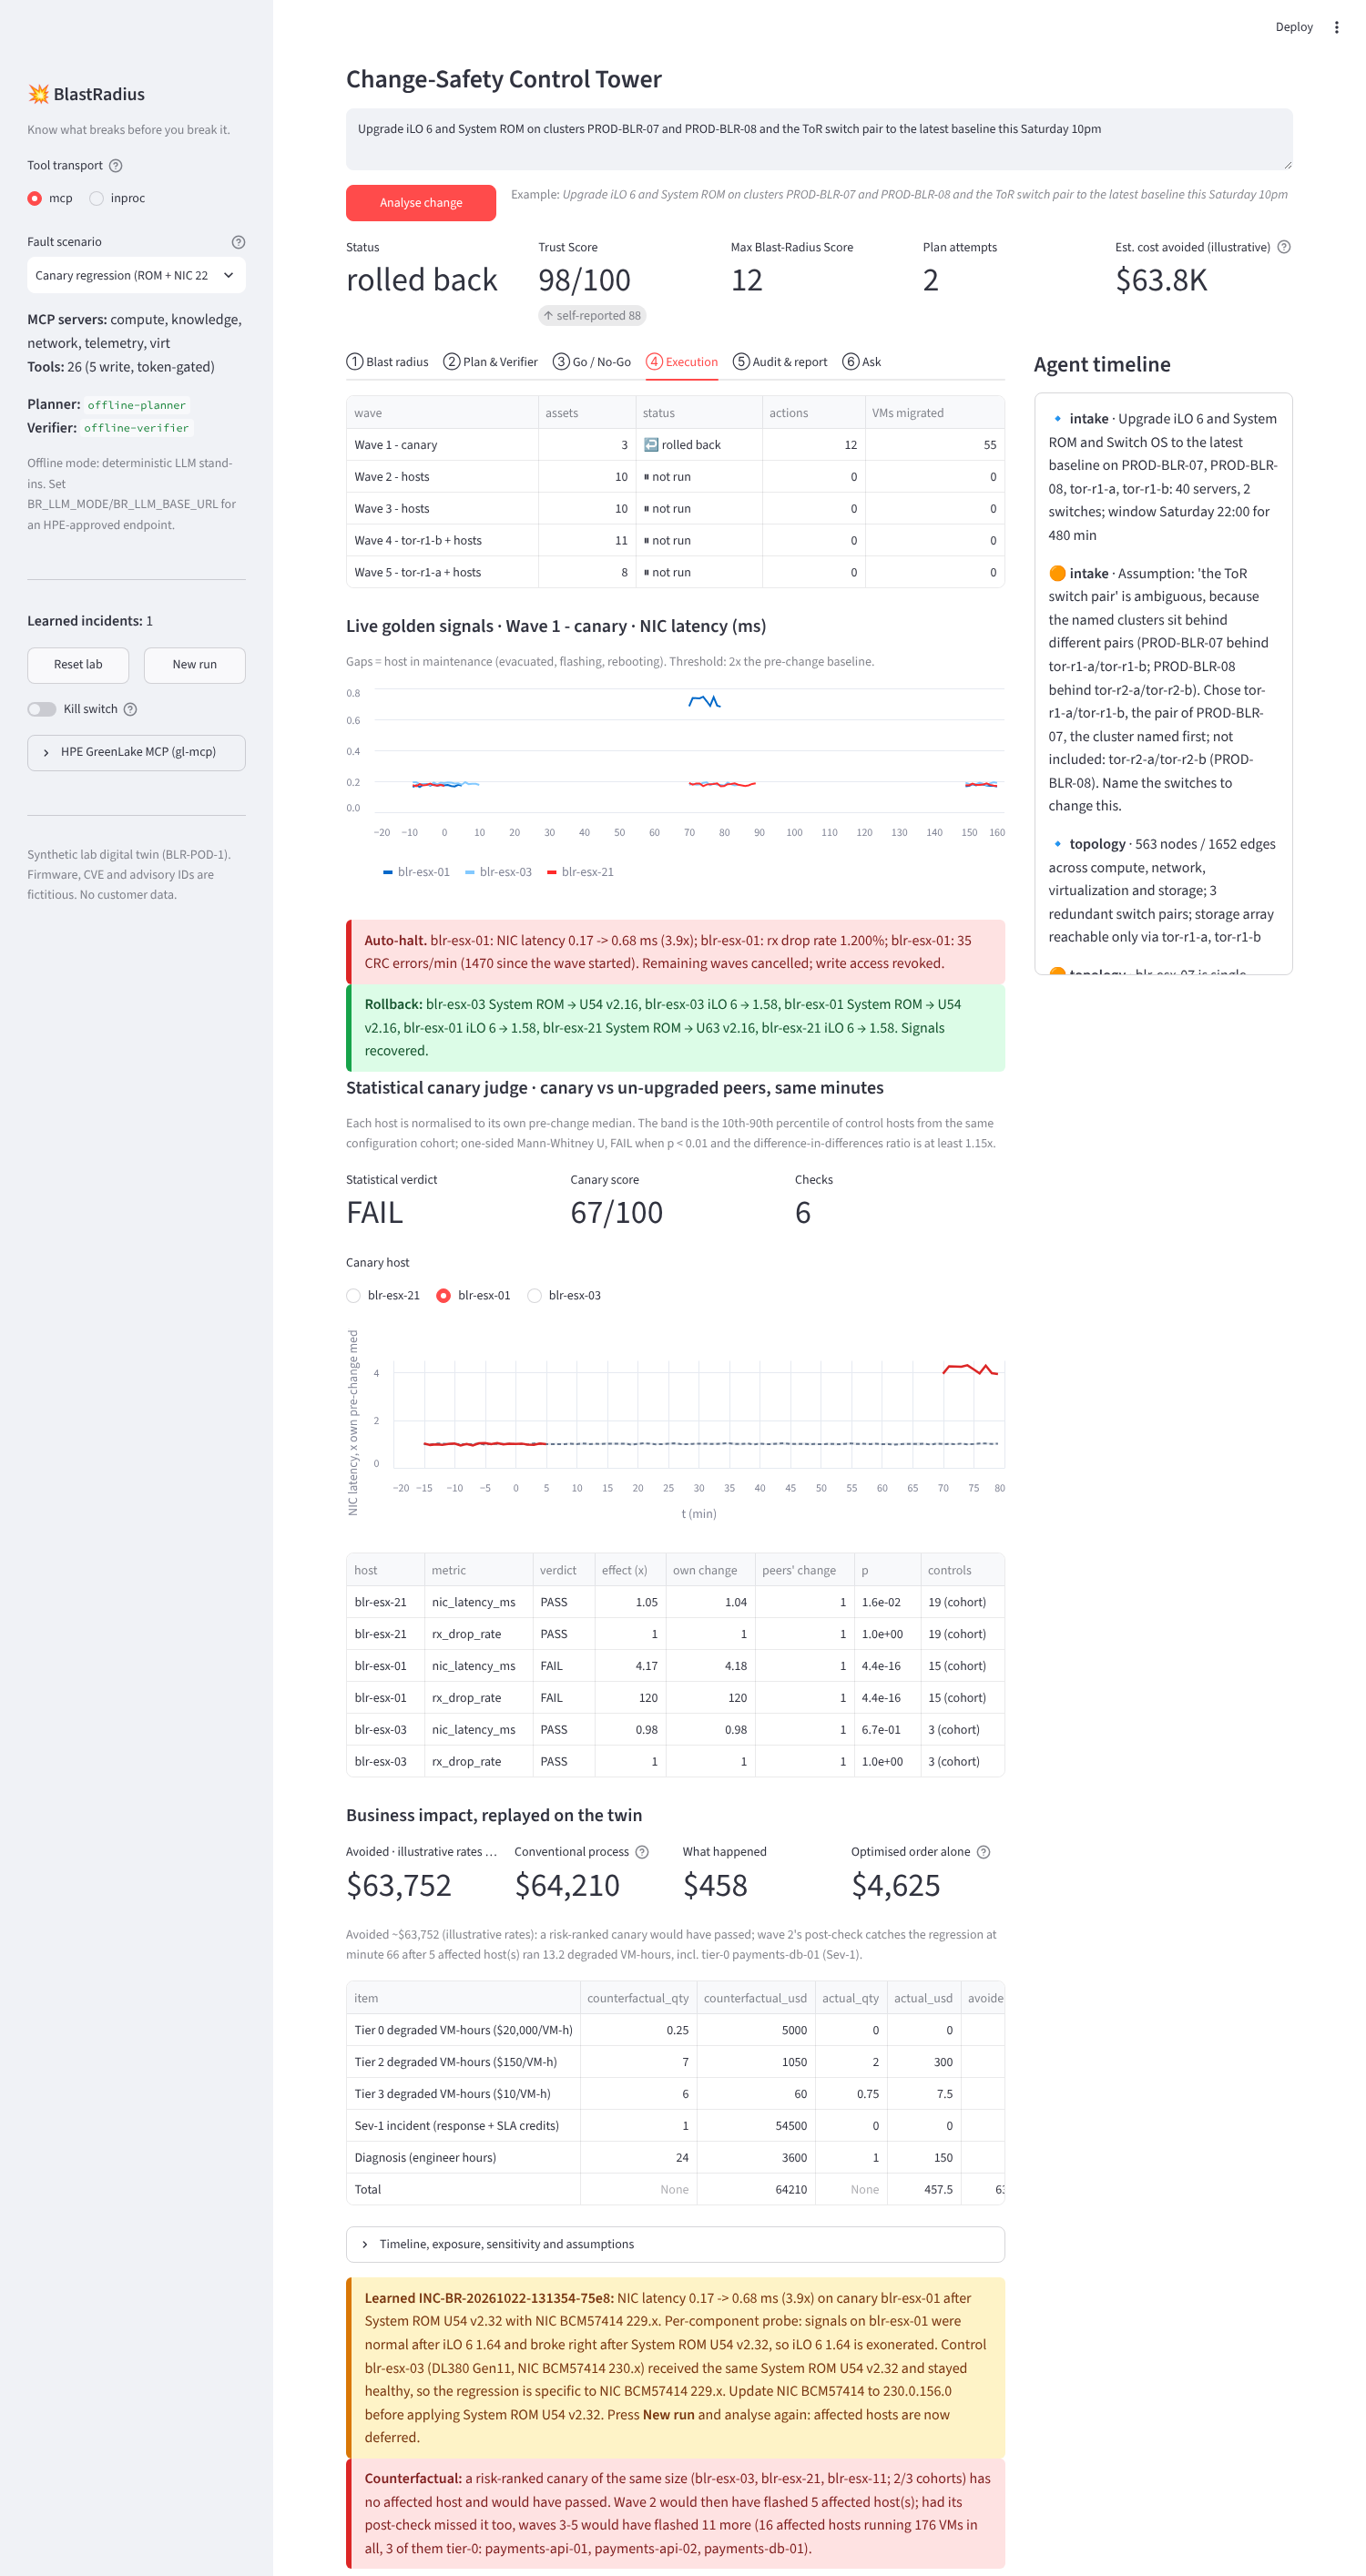 Deploy
💥 BlastRadius
Know what breaks before you break it.
Tool transport
mcp inproc
Fault scenario
Canary regression (ROM + NIC 22
MCP servers: compute, knowledge,
network, telemetry, virt
Tools: 26 (5 write, token-gated)
Planner: offline-planner
Verifier: offline-verifier
Offline mode: deterministic LLM stand-
ins. Set
BR_LLM_MODE/BR_LLM_BASE_URL for
an HPE-approved endpoint.
Learned incidents: 1
Reset lab New run
Kill switch
HPE GreenLake MCP (gl-mcp)
Synthetic lab digital twin (BLR-POD-1).
Firmware, CVE and advisory IDs are
fictitious. No customer data.
Change-Safety Control Tower
Upgrade iLO 6 and System ROM on clusters PROD-BLR-07 and PROD-BLR-08 and the ToR switch pair to the latest baseline this Saturday 10pm
Analyse change
Example: Upgrade iLO 6 and System ROM on clusters PROD-BLR-07 and PROD-BLR-08 and the ToR switch pair to the latest baseline this Saturday 10pm
Status Trust Score Max Blast-Radius Score Plan attempts Est. cost avoided (illustrative)
rolled back 98/100 12 2 $63.8K
↑ self-reported 88
① Blast radius ② Plan & Verifier ③ Go / No-Go ④ Execution ⑤ Audit & report ⑥ Ask
wave assets status actions VMs migrated
Wave 1 - canary 3 ↩️ rolled back 12 55
Wave 2 - hosts 10 ⏸ not run 0 0
Wave 3 - hosts 10 ⏸ not run 0 0
Wave 4 - tor-r1-b + hosts 11 ⏸ not run 0 0
Wave 5 - tor-r1-a + hosts 8 ⏸ not run 0 0
Live golden signals · Wave 1 - canary · NIC latency (ms)
Gaps = host in maintenance (evacuated, flashing, rebooting). Threshold: 2x the pre-change baseline.
0.8
0.6
0.4
0.2
0.0
−20 −10 0 10 20 30 40 50 60 70 80 90 100 110 120 130 140 150 160
blr-esx-01 blr-esx-03 blr-esx-21
Auto-halt. blr-esx-01: NIC latency 0.17 -> 0.68 ms (3.9x); blr-esx-01: rx drop rate 1.200%; blr-esx-01: 35
CRC errors/min (1470 since the wave started). Remaining waves cancelled; write access revoked.
Rollback: blr-esx-03 System ROM → U54 v2.16, blr-esx-03 iLO 6 → 1.58, blr-esx-01 System ROM → U54
v2.16, blr-esx-01 iLO 6 → 1.58, blr-esx-21 System ROM → U63 v2.16, blr-esx-21 iLO 6 → 1.58. Signals
recovered.
Statistical canary judge · canary vs un-upgraded peers, same minutes
Each host is normalised to its own pre-change median. The band is the 10th-90th percentile of control hosts from the same
configuration cohort; one-sided Mann-Whitney U, FAIL when p < 0.01 and the difference-in-differences ratio is at least 1.15x.
Statistical verdict Canary score Checks
FAIL 67/100 6
Canary host
blr-esx-21 blr-esx-01 blr-esx-03
NIC latency, x own pre-change med
4
2
0
−20 −15 −10 −5 0 5 10 15 20 25 30 35 40 45 50 55 60 65 70 75 80
t (min)
host metric verdict effect (x) own change peers' change p controls
blr-esx-21 nic_latency_ms PASS 1.05 1.04 1 1.6e-02 19 (cohort)
blr-esx-21 rx_drop_rate PASS 1 1 1 1.0e+00 19 (cohort)
blr-esx-01 nic_latency_ms FAIL 4.17 4.18 1 4.4e-16 15 (cohort)
blr-esx-01 rx_drop_rate FAIL 120 120 1 4.4e-16 15 (cohort)
blr-esx-03 nic_latency_ms PASS 0.98 0.98 1 6.7e-01 3 (cohort)
blr-esx-03 rx_drop_rate PASS 1 1 1 1.0e+00 3 (cohort)
Business impact, replayed on the twin
Avoided · illustrative rates … Conventional process What happened Optimised order alone
$63,752 $64,210 $458 $4,625
Avoided ~$63,752 (illustrative rates): a risk-ranked canary would have passed; wave 2's post-check catches the regression at
minute 66 after 5 affected host(s) ran 13.2 degraded VM-hours, incl. tier-0 payments-db-01 (Sev-1).
item counterfactual_qty counterfactual_usd actual_qty actual_usd avoide
Tier 0 degraded VM-hours ($20,000/VM-h) 0.25 5000 0 0
Tier 2 degraded VM-hours ($150/VM-h) 7 1050 2 300
Tier 3 degraded VM-hours ($10/VM-h) 6 60 0.75 7.5
Sev-1 incident (response + SLA credits) 1 54500 0 0
Diagnosis (engineer hours) 24 3600 1 150
Total None 64210 None 457.5
Timeline, exposure, sensitivity and assumptions
Learned INC-BR-20261022-131354-75e8: NIC latency 0.17 -> 0.68 ms (3.9x) on canary blr-esx-01 after
System ROM U54 v2.32 with NIC BCM57414 229.x. Per-component probe: signals on blr-esx-01 were
normal after iLO 6 1.64 and broke right after System ROM U54 v2.32, so iLO 6 1.64 is exonerated. Control
blr-esx-03 (DL380 Gen11, NIC BCM57414 230.x) received the same System ROM U54 v2.32 and stayed
healthy, so the regression is specific to NIC BCM57414 229.x. Update NIC BCM57414 to 230.0.156.0
before applying System ROM U54 v2.32. Press New run and analyse again: affected hosts are now
deferred.
Counterfactual: a risk-ranked canary of the same size (blr-esx-03, blr-esx-21, blr-esx-11; 2/3 cohorts) has
no affected host and would have passed. Wave 2 would then have flashed 5 affected host(s); had its
post-check missed it too, waves 3-5 would have flashed 11 more (16 affected hosts running 176 VMs in
all, 3 of them tier-0: payments-api-01, payments-api-02, payments-db-01).
Agent timeline
🔹 intake · Upgrade iLO 6 and System
ROM and Switch OS to the latest
baseline on PROD-BLR-07, PROD-BLR-
08, tor-r1-a, tor-r1-b: 40 servers, 2
switches; window Saturday 22:00 for
480 min
🟠 intake · Assumption: 'the ToR
switch pair' is ambiguous, because
the named clusters sit behind
different pairs (PROD-BLR-07 behind
tor-r1-a/tor-r1-b; PROD-BLR-08
behind tor-r2-a/tor-r2-b). Chose tor-
r1-a/tor-r1-b, the pair of PROD-BLR-
07, the cluster named first; not
included: tor-r2-a/tor-r2-b (PROD-
BLR-08). Name the switches to
change this.
🔹 topology · 563 nodes / 1652 edges
across compute, network,
virtualization and storage; 3
redundant switch pairs; storage array
reachable only via tor-r1-a, tor-r1-b